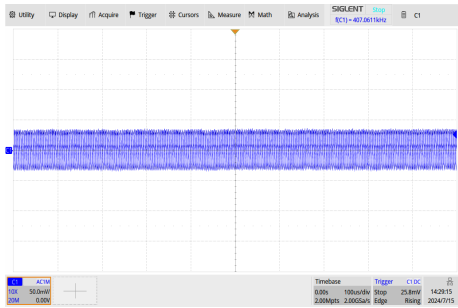 Utility Display Acquire Trigger Cursors Measure Math Analysis SIGLENT Stop C1
f(C1) = 407.0611kHz
C1
C1 AC1M Timebase Trigger C1 DC
10X 50.0mV/ 0.00s 100us/div Stop 25.8mV 14:29:15
20M 0.00V 2.00Mpts 2.00GSa/s Edge Rising 2024/7/15